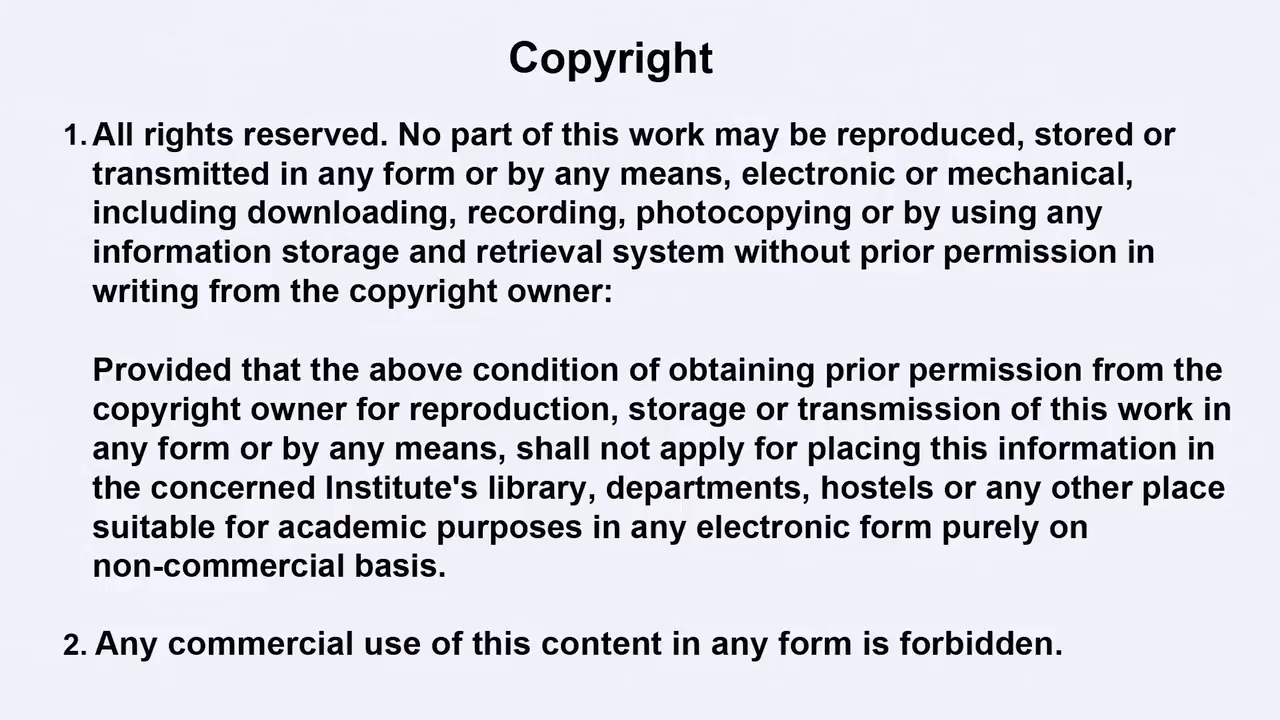 Copyright
1. All rights reserved. No part of this work may be reproduced, stored or
transmitted in any form or by any means, electronic or mechanical,
including downloading, recording, photocopying or by using any
information storage and retrieval system without prior permission in
writing from the copyright owner:
Provided that the above condition of obtaining prior permission from the
copyright owner for reproduction, storage or transmission of this work in
any form or by any means, shall not apply for placing this information in
the concerned Institute's library, departments, hostels or any other place
suitable for academic purposes in any electronic form purely on
non-commercial basis.
2. Any commercial use of this content in any form is forbidden.